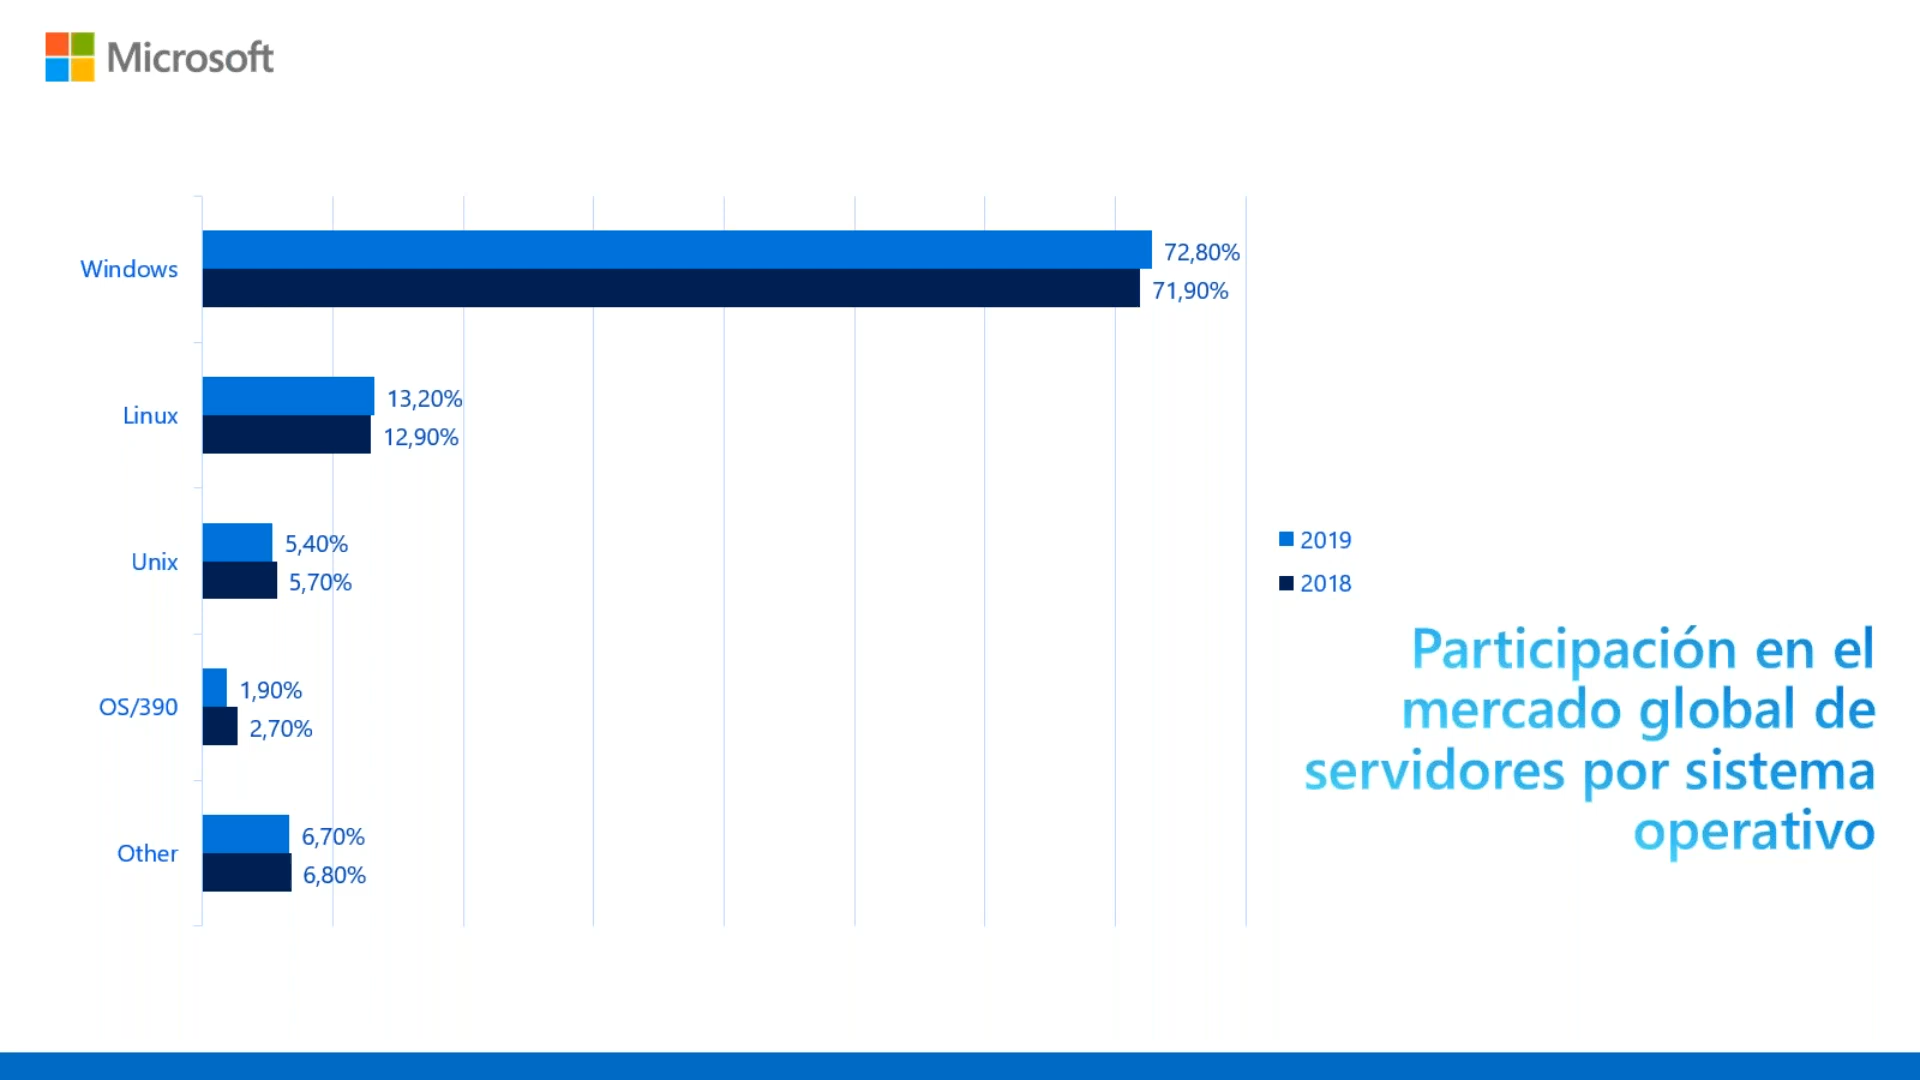 Microsoft
Windows
72,80%
71,90%
Linux
13,20%
12,90%
Unix
5,40%
5,70%
OS/390
1,90%
2,70%
Other
6,70%
6,80%
2019
2018
Participación en el
mercado global de
servidores por sistema
operativo